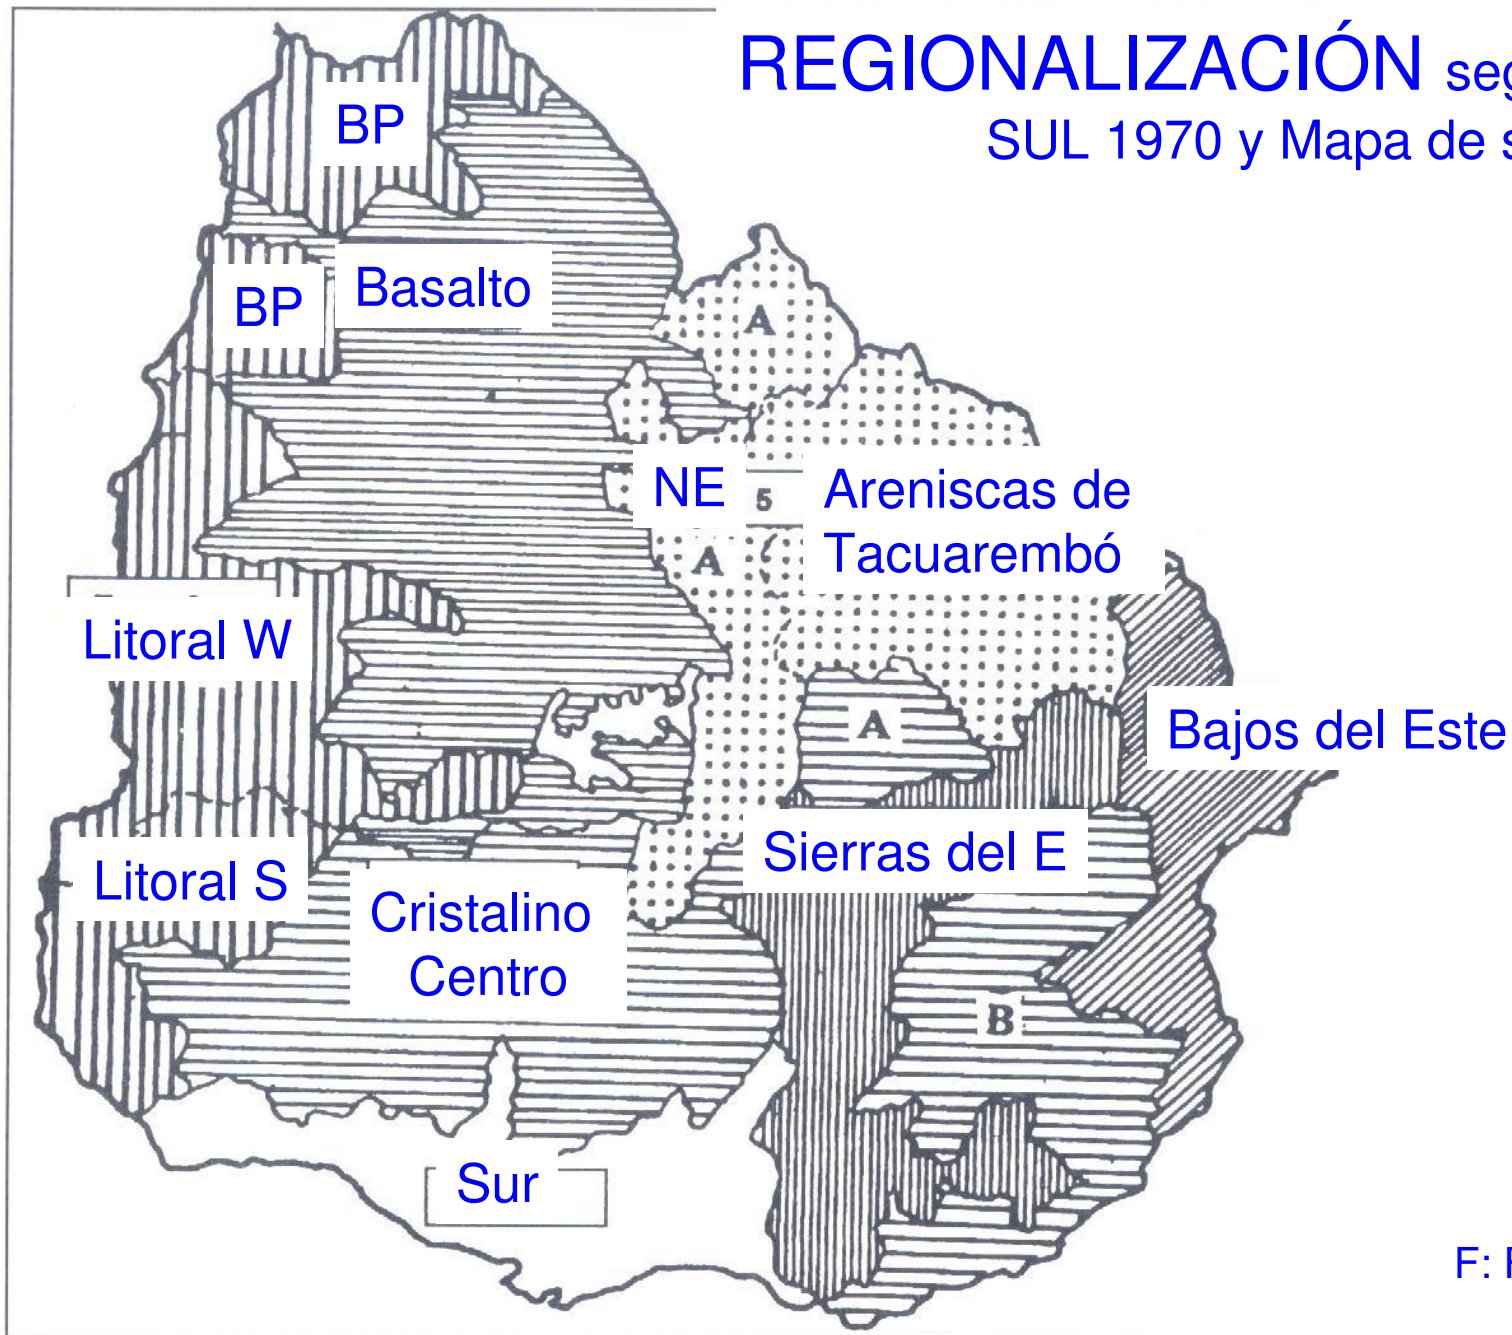 REGIONALIZACIÓN seg
SUL 1970 y Mapa de s
BP
BP
Basalto
A
NE
5
Areniscas de
Tacuarembó
A
Litoral W
A
Bajos del Este
Sierras del E
Litoral S
Cristalino
Centro
B
Sur
F: F